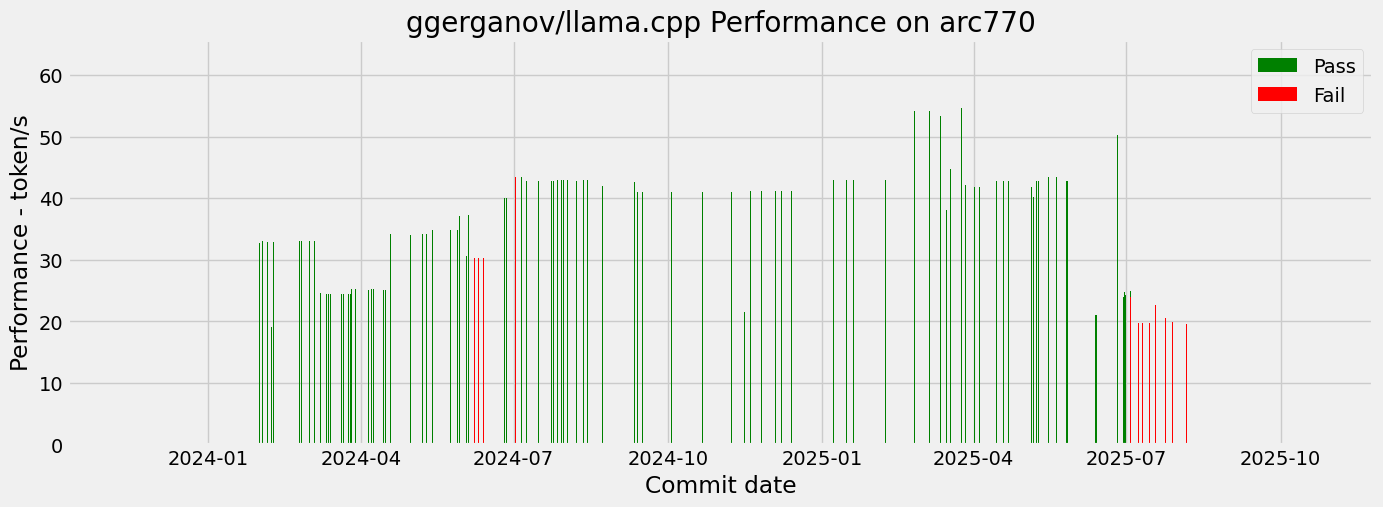 ggerganov/llama.cpp Performance on arc770
Pass
Fail
Performance - token/s
60
50
40
30
20
10
0
2024-01 2024-04 2024-07 2024-10 2025-01 2025-04 2025-07 2025-10
Commit date